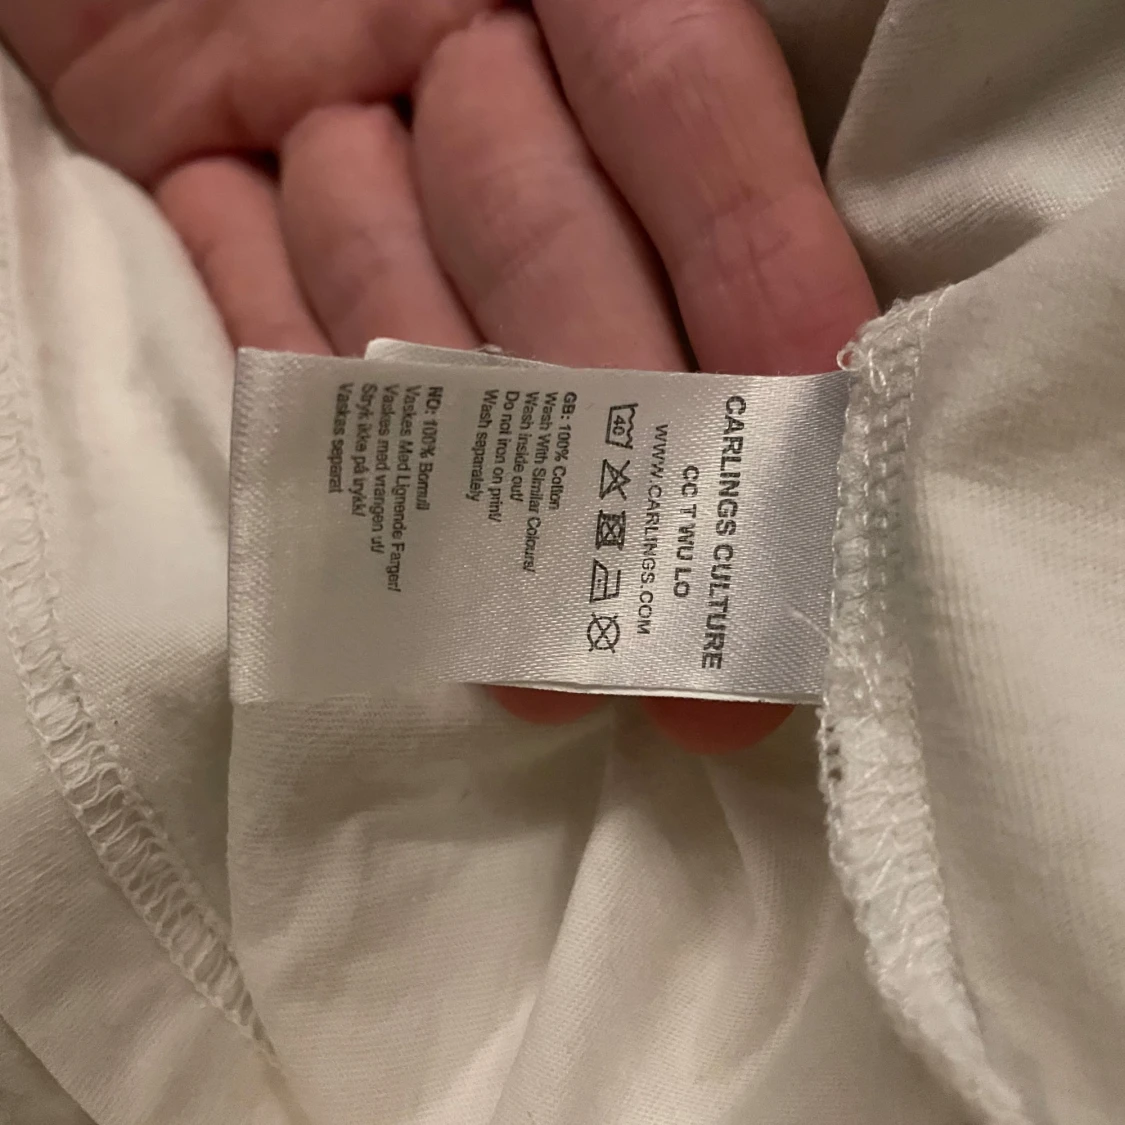 CARLINGS CULTURE
CC T WU LO
WWW.CARLINGS.COM
40
GB: 100% Cotton
Wash With Similar Colours/
Wash inside out/
Do not iron on print/
Wash separately
NO: 100% Bomull
Vaskes Med Lignende Farger/
Vaskes med vrangen ut/
Stryk ikke på trykk/
Vaskes separat